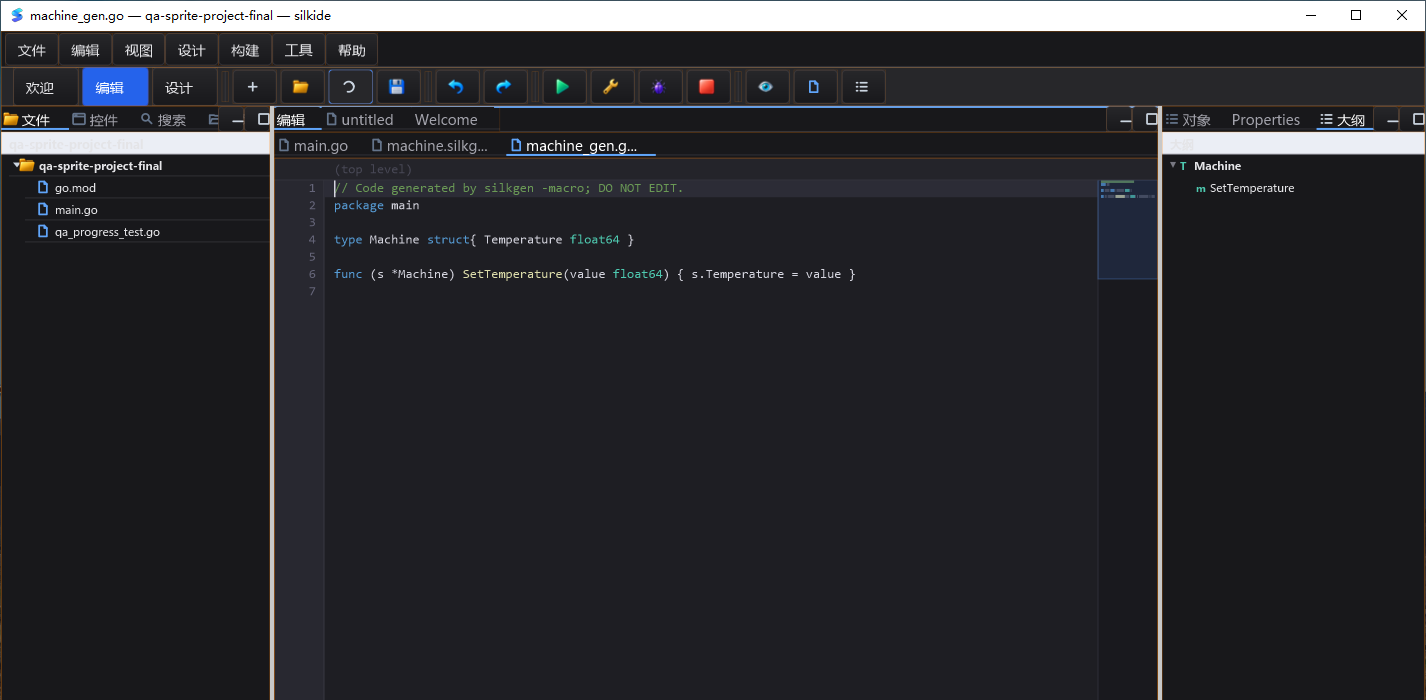 machine_gen.go — qa-sprite-project-final — silkide
文件 编辑 视图 设计 构建 工具 帮助
欢迎 编辑 设计
文件 控件 搜索
编辑 untitled Welcome
对象 Properties 大纲
qa-sprite-project-final
main.go machine.silkg... machine_gen.g...
大纲
qa-sprite-project-final
go.mod
main.go
qa_progress_test.go
(top level)
1 // Code generated by silkgen -macro; DO NOT EDIT.
2 package main
3
4 type Machine struct{ Temperature float64 }
5
6 func (s *Machine) SetTemperature(value float64) { s.Temperature = value }
7
T Machine
m SetTemperature